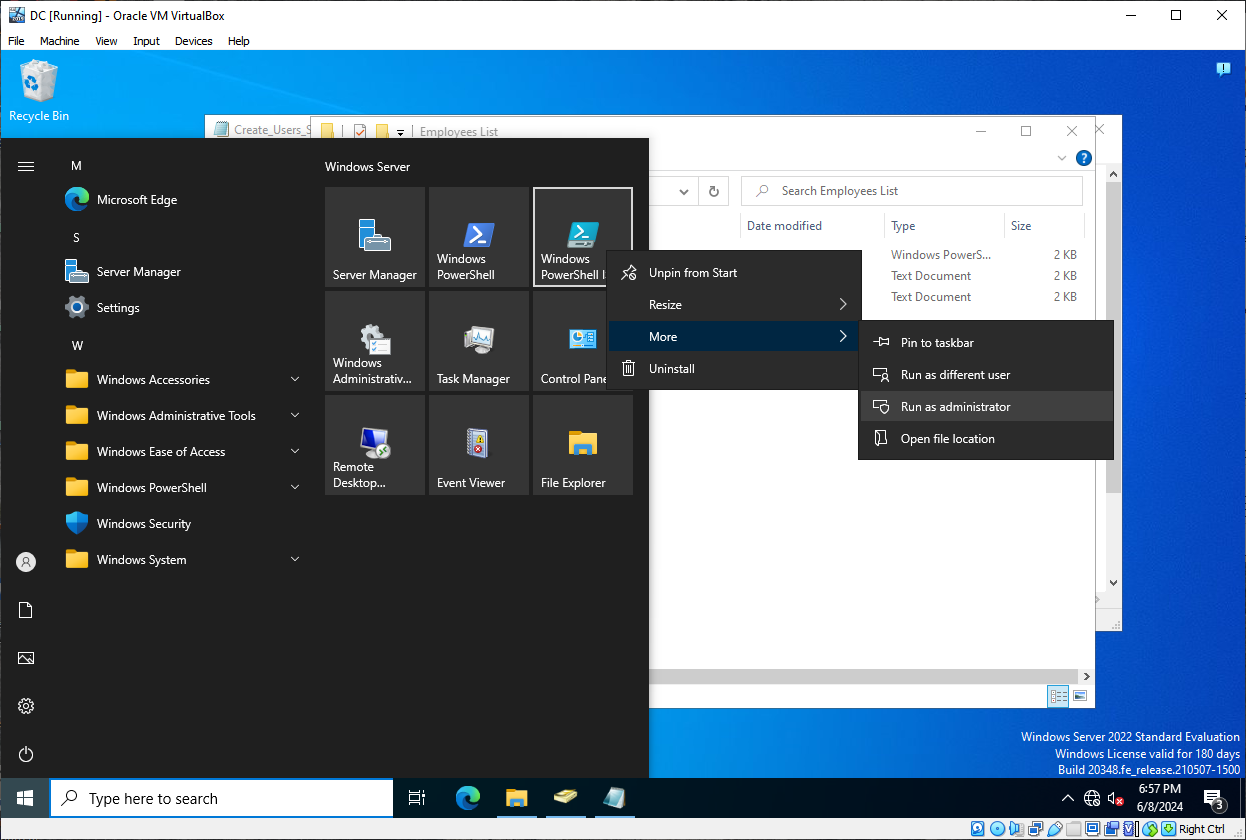 DC [Running] - Oracle VM VirtualBox
File Machine View Input Devices Help
Recycle Bin
Create_Users_S
Employees List
Search Employees List
Date modified Type Size
Windows PowerS... 2 KB
Text Document 2 KB
Text Document 2 KB
M
Microsoft Edge
S
Server Manager
Settings
W
Windows Accessories
Windows Administrative Tools
Windows Ease of Access
Windows PowerShell
Windows Security
Windows System
Windows Server
Server Manager
Windows
PowerShell
Windows
PowerShell I
Windows
Administrativ...
Task Manager
Control Pane
Remote
Desktop...
Event Viewer
File Explorer
Unpin from Start
Resize
More
Uninstall
Pin to taskbar
Run as different user
Run as administrator
Open file location
Windows Server 2022 Standard Evaluation
Windows License valid for 180 days
Build 20348.fe_release.210507-1500
Type here to search
6:57 PM
6/8/2024
3
Right Ctrl